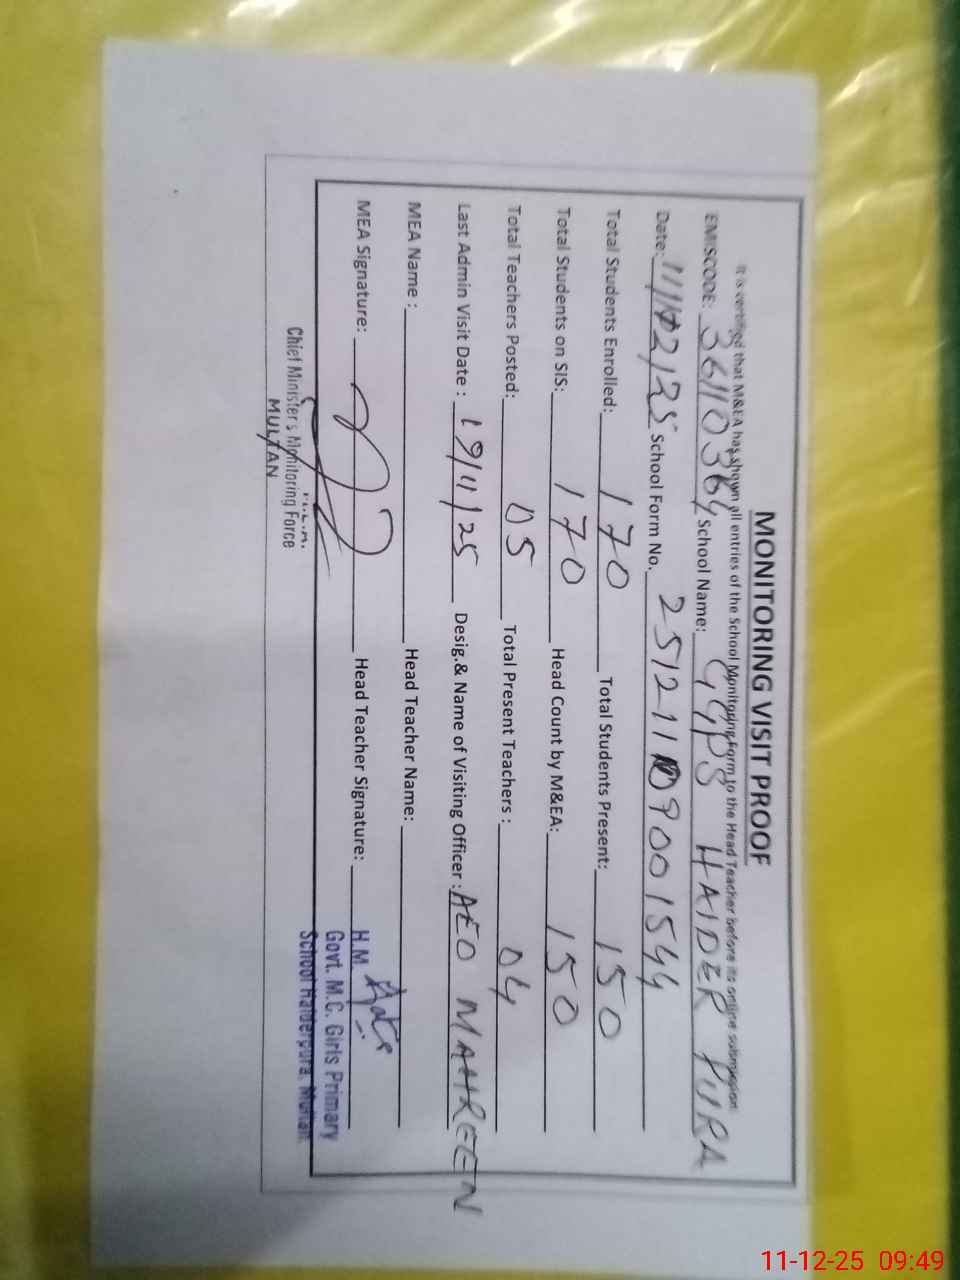 MONITORING VISIT PROOF
It is certified that M&EA has shown all entries of the School Monitoring Form to the Head Teacher before its online submission
EMISCODE: 36110364 School Name: GGPS HAIDER PURA
Date: 11/12/25 School Form No. 25121109001544
Total Students Enrolled: 170 Total Students Present: 150
Total Students on SIS: 170 Head Count by M&EA: 150
Total Teachers Posted: 05 Total Present Teachers : 04
Last Admin Visit Date : 19/11/25 Desig.& Name of Visiting Officer : AEO MAHREEN
MEA Name : Head Teacher Name:
MEA Signature: Head Teacher Signature:
H.M.
Govt. M.C. Girls Primary
School Haiderpura, Multan.
Chief Minister's Monitoring Force
MULTAN
11-12-25 09:49